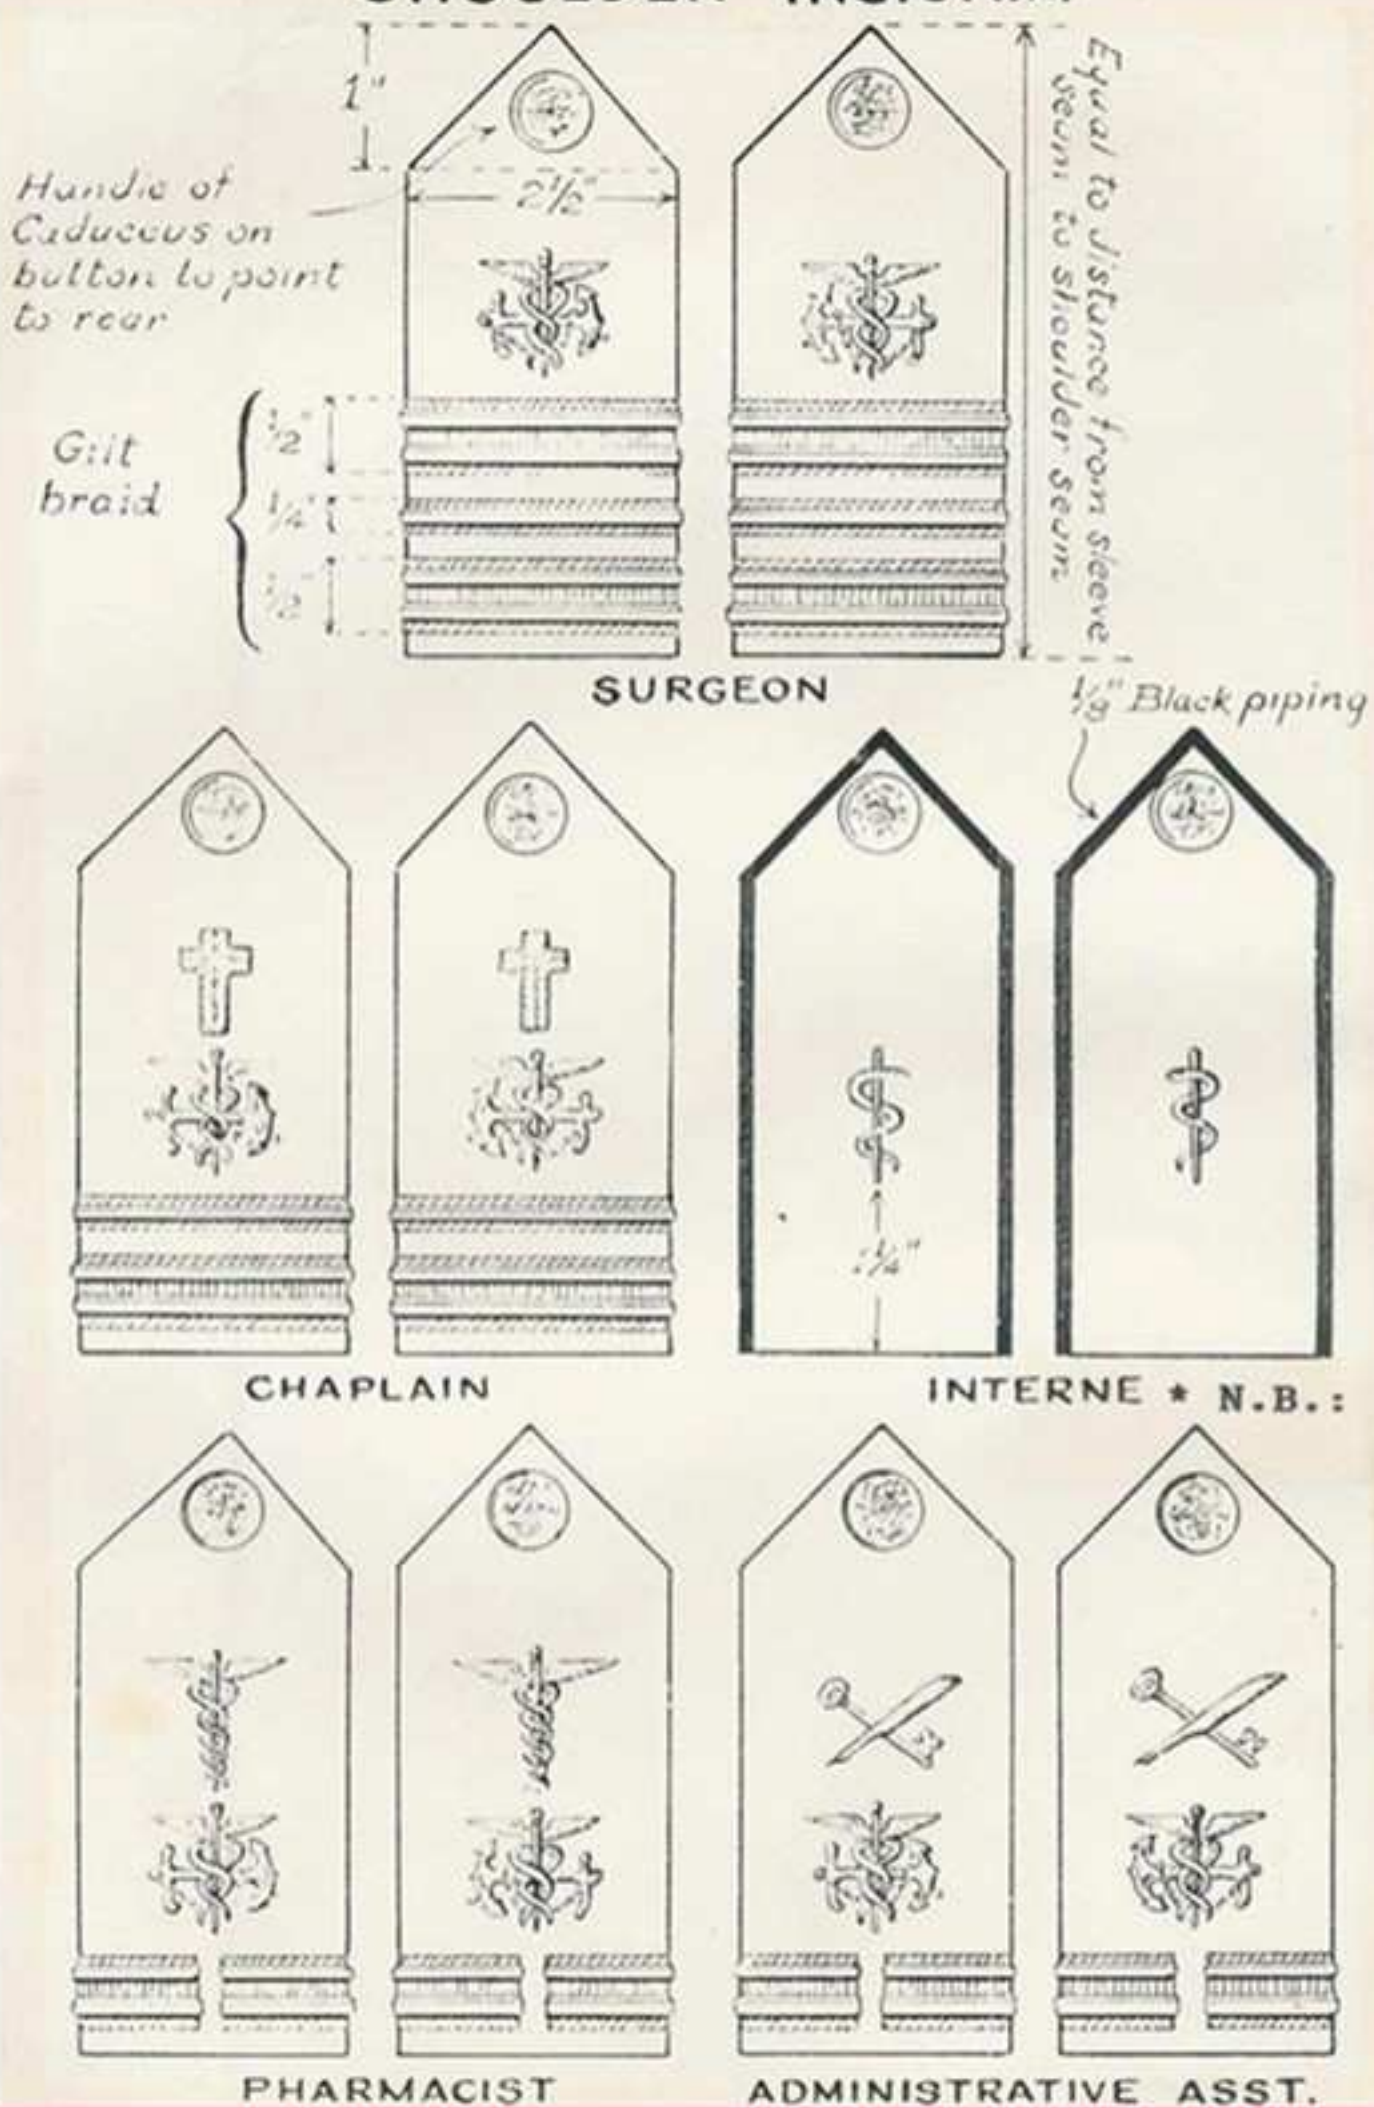 SHOULDER INSIGNIA
1"
Handle of
Caduceus on
button to point
to rear
2½"
Equal to distance from sleeve
seam to shoulder seam
Gilt
braid
½"
¼"
½"
SURGEON
⅛" Black piping
CHAPLAIN
INTERNE * N.B.:
PHARMACIST
ADMINISTRATIVE ASST.